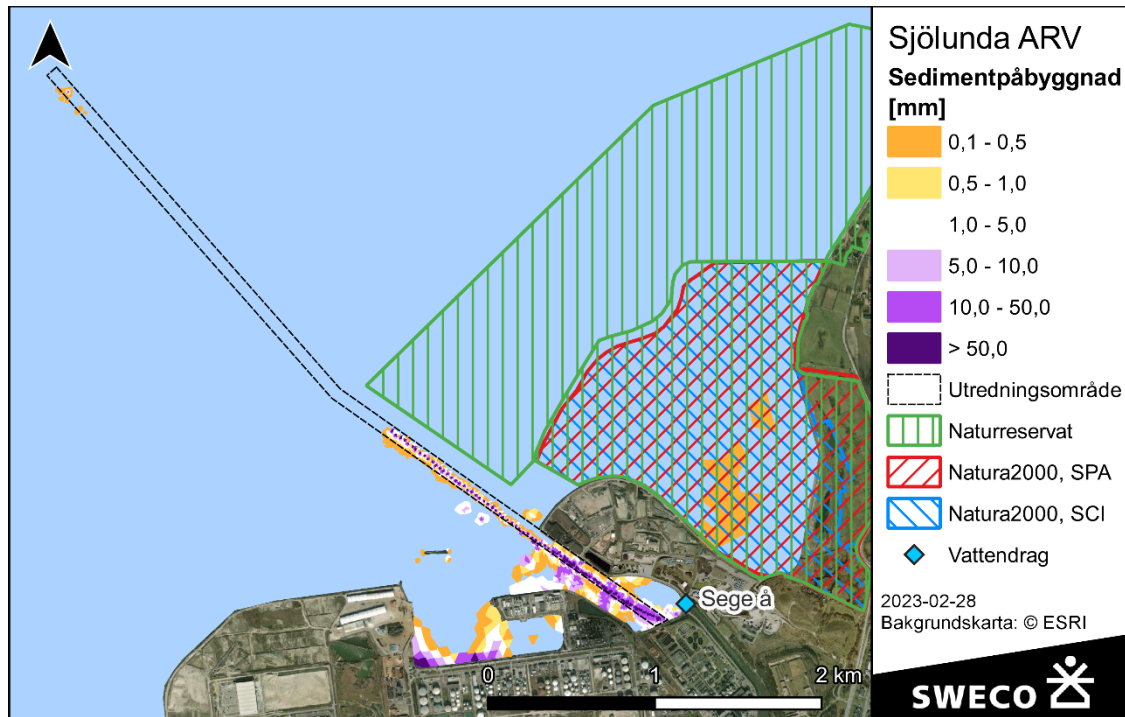 Sjölunda ARV
Sedimentpåbyggnad
[mm]
0,1 - 0,5
0,5 - 1,0
1,0 - 5,0
5,0 - 10,0
10,0 - 50,0
> 50,0
Utredningsområde
Naturreservat
Natura2000, SPA
Natura2000, SCI
Vattendrag
2023-02-28
Bakgrundskarta: © ESRI
SWECO
Sege å
0 1 2 km